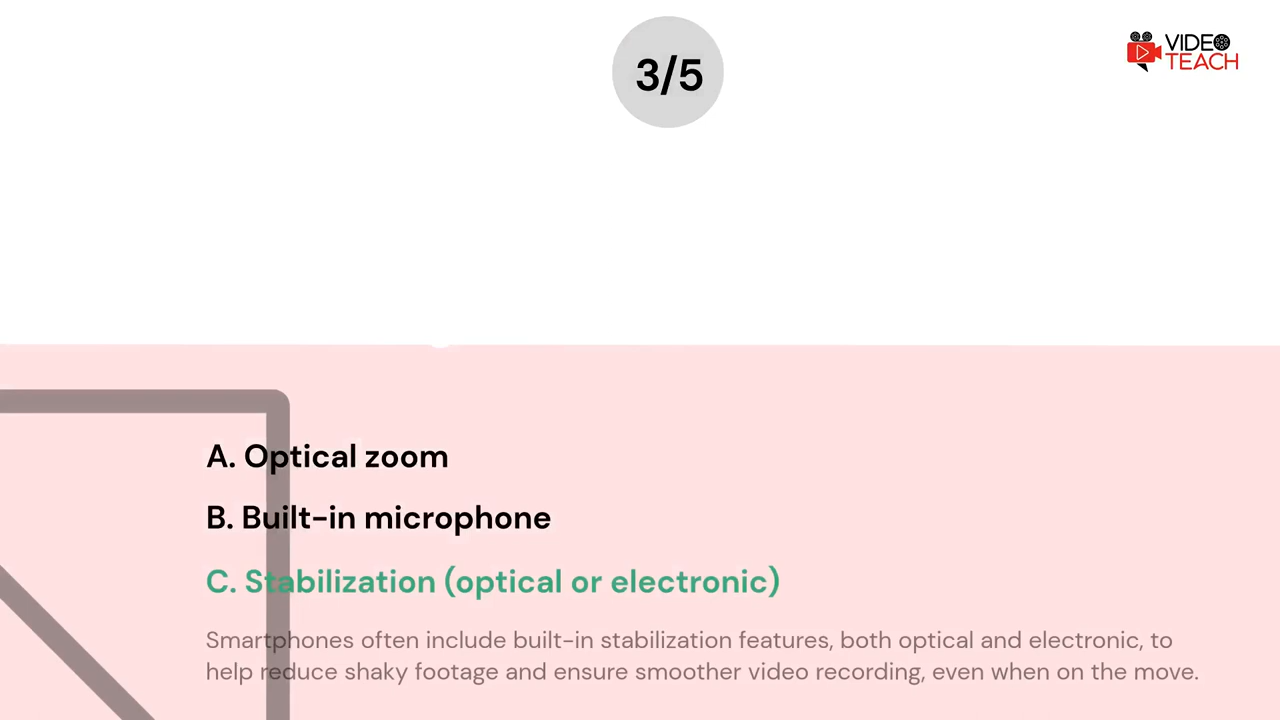 3/5
VIDEO
TEACH
A. Optical zoom
B. Built-in microphone
C. Stabilization (optical or electronic)
Smartphones often include built-in stabilization features, both optical and electronic, to
help reduce shaky footage and ensure smoother video recording, even when on the move.